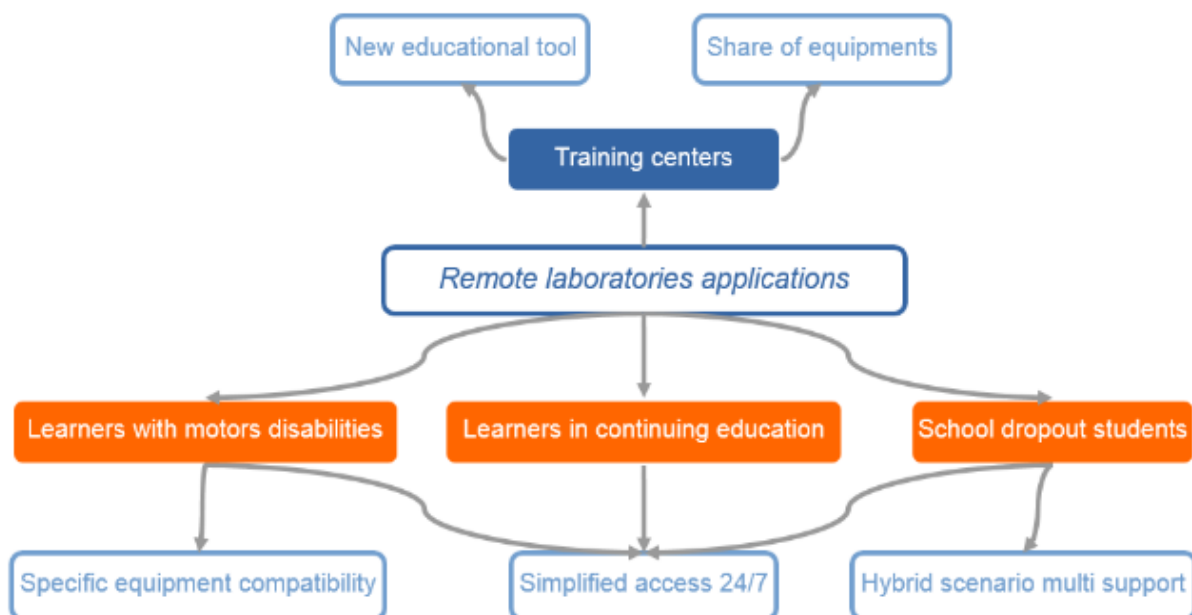 New educational tool
Share of equipments
Training centers
Remote laboratories applications
Learners with motors disabilities
Learners in continuing education
School dropout students
Specific equipment compatibility
Simplified access 24/7
Hybrid scenario multi support